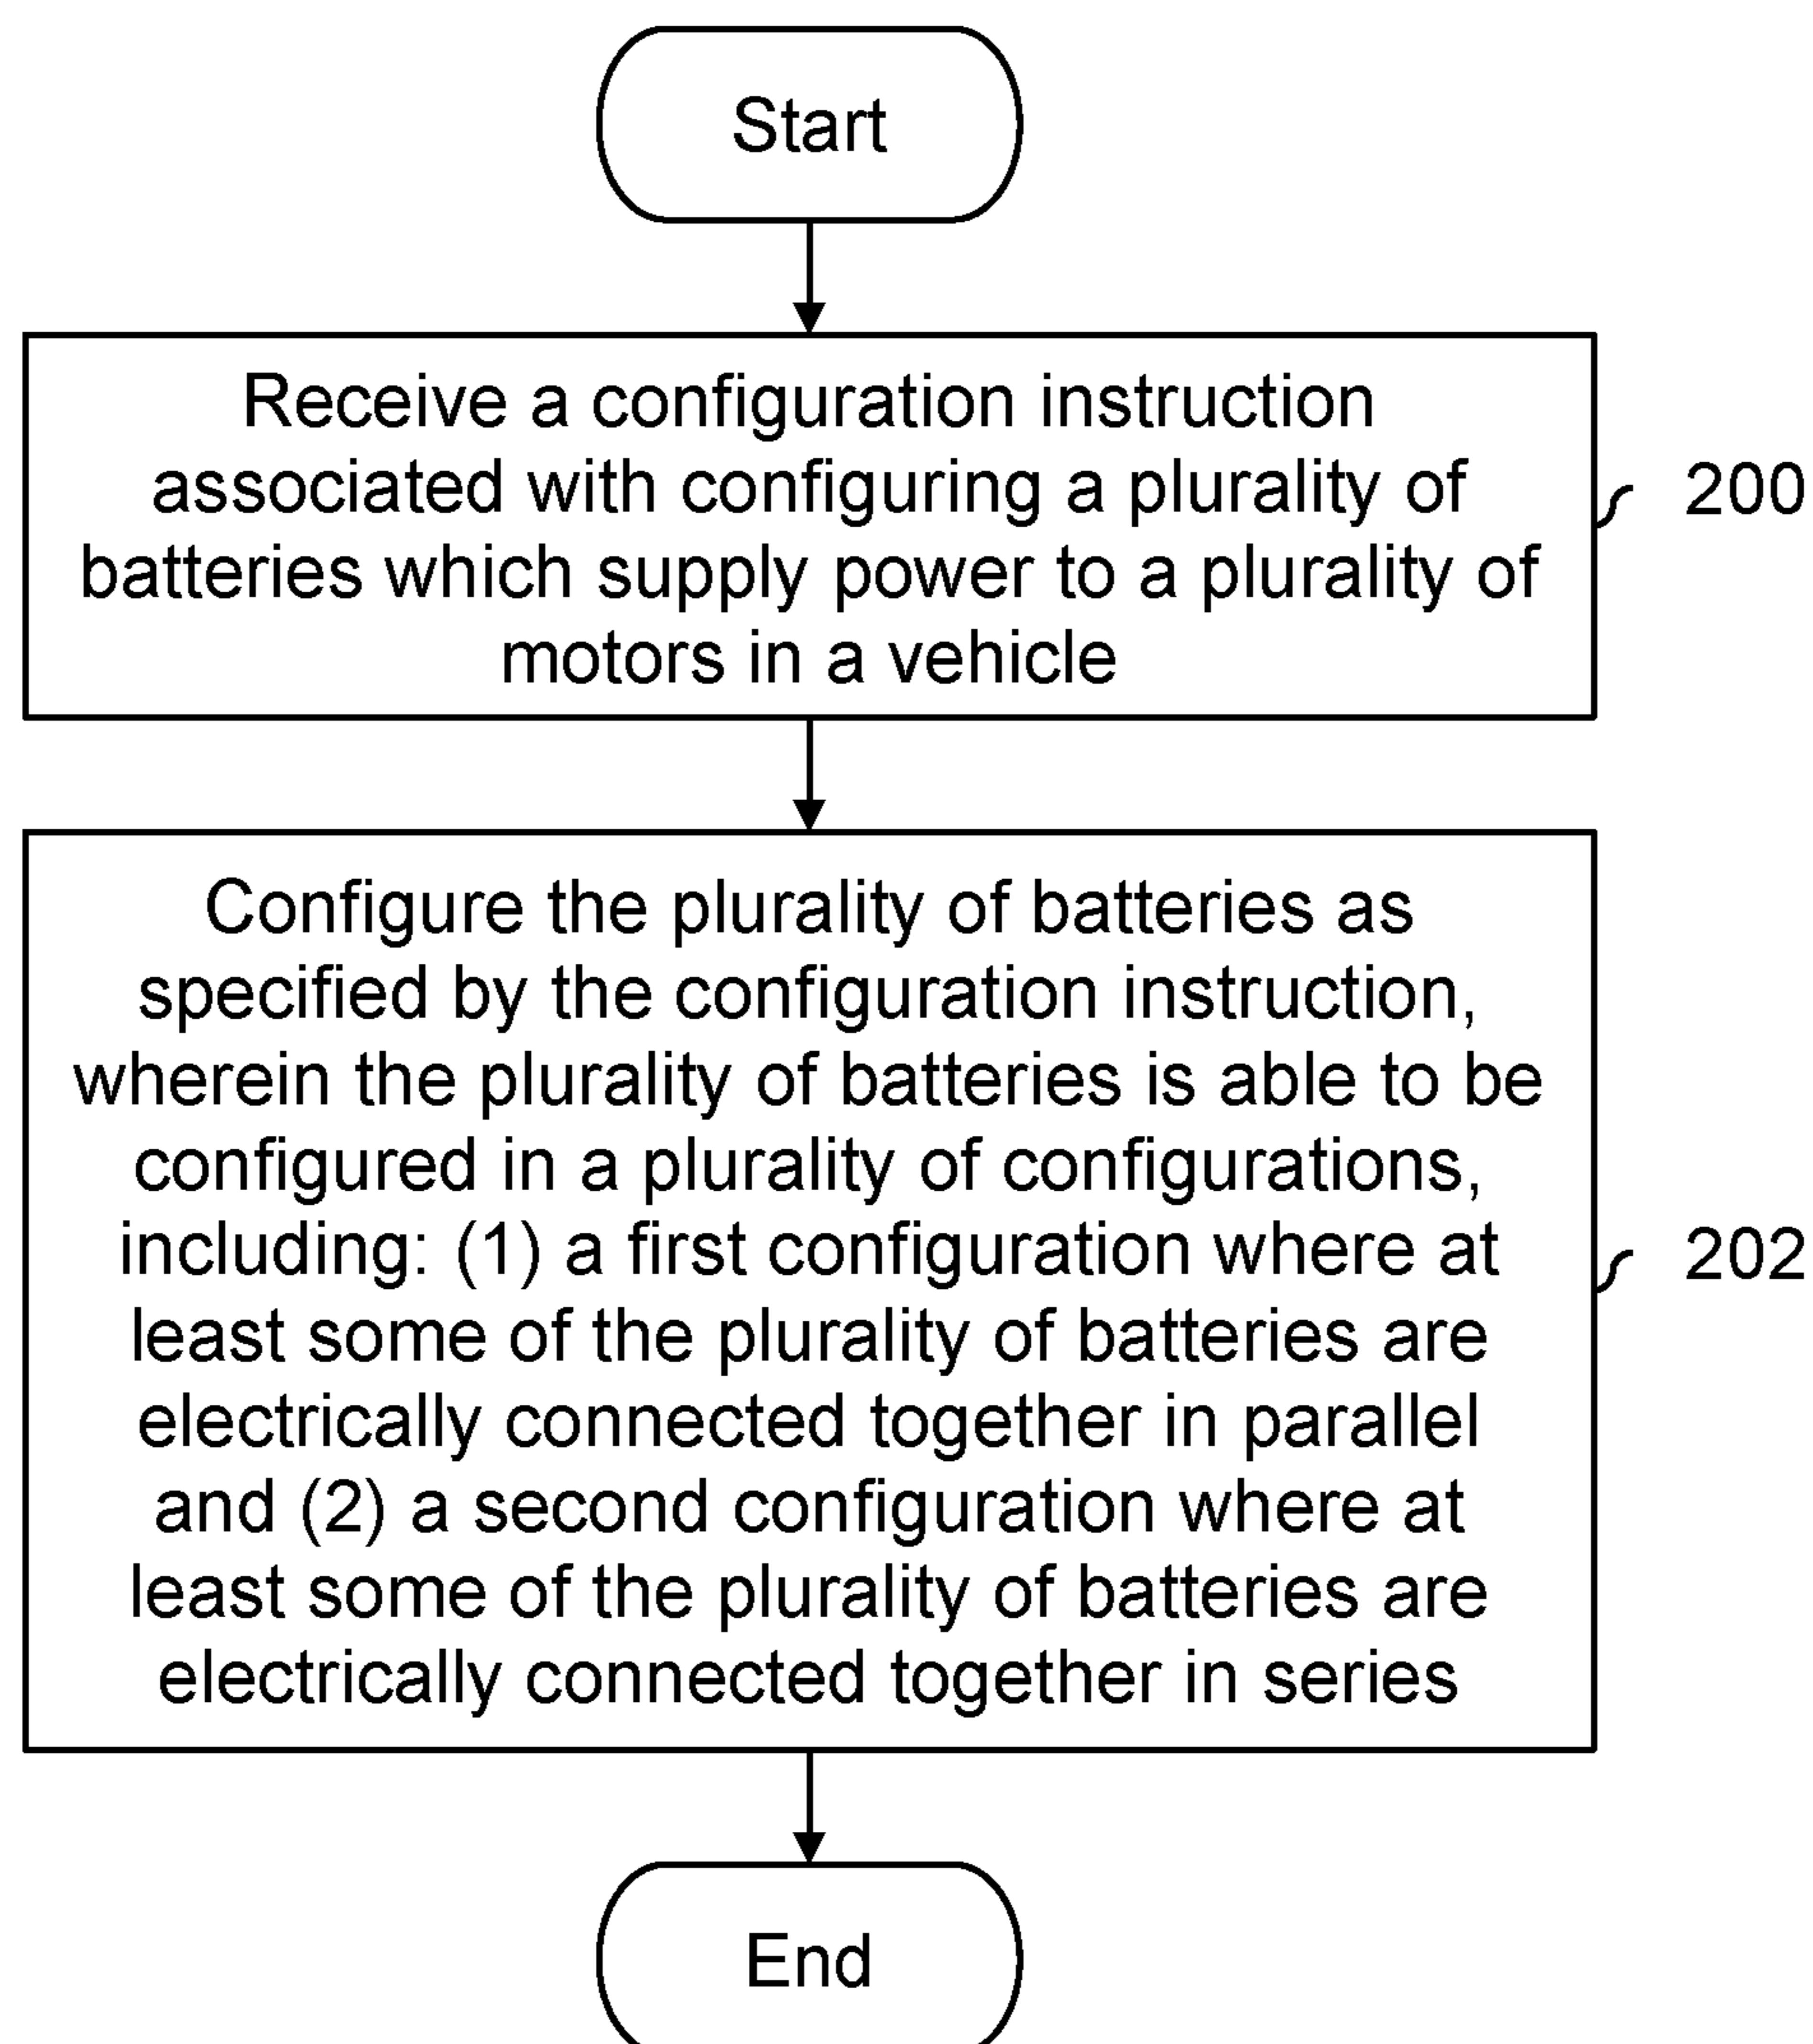 Start
Receive a configuration instruction
associated with configuring a plurality of
batteries which supply power to a plurality of
motors in a vehicle
200
Configure the plurality of batteries as
specified by the configuration instruction,
wherein the plurality of batteries is able to be
configured in a plurality of configurations,
including: (1) a first configuration where at
least some of the plurality of batteries are
electrically connected together in parallel
and (2) a second configuration where at
least some of the plurality of batteries are
electrically connected together in series
202
End